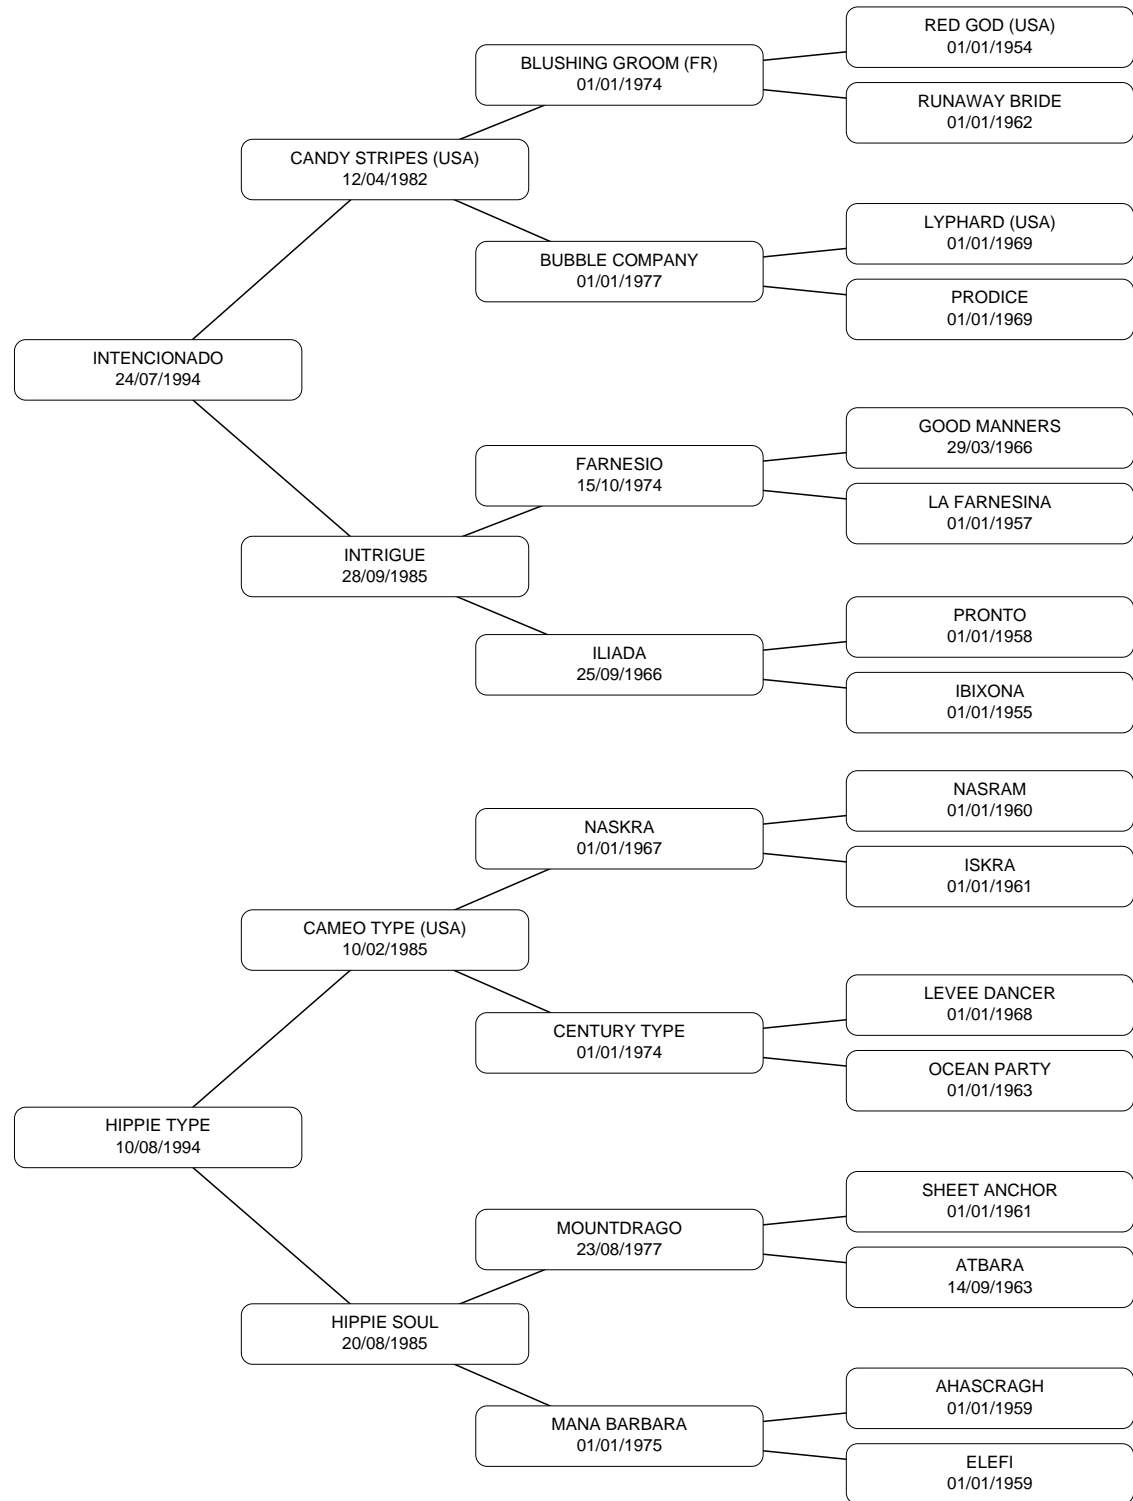 RED GOD (USA)
01/01/1954
BLUSHING GROOM (FR)
01/01/1974
RUNAWAY BRIDE
01/01/1962
CANDY STRIPES (USA)
12/04/1982
LYPHARD (USA)
01/01/1969
BUBBLE COMPANY
01/01/1977
PRODICE
01/01/1969
INTENCIONADO
24/07/1994
GOOD MANNERS
29/03/1966
FARNESIO
15/10/1974
LA FARNESINA
01/01/1957
INTRIGUE
28/09/1985
PRONTO
01/01/1958
ILIADA
25/09/1966
IBIXONA
01/01/1955
NASRAM
01/01/1960
NASKRA
01/01/1967
ISKRA
01/01/1961
CAMEO TYPE (USA)
10/02/1985
LEVEE DANCER
01/01/1968
CENTURY TYPE
01/01/1974
OCEAN PARTY
01/01/1963
HIPPIE TYPE
10/08/1994
SHEET ANCHOR
01/01/1961
MOUNTDRAGO
23/08/1977
ATBARA
14/09/1963
HIPPIE SOUL
20/08/1985
AHASCRAGH
01/01/1959
MANA BARBARA
01/01/1975
ELEFI
01/01/1959